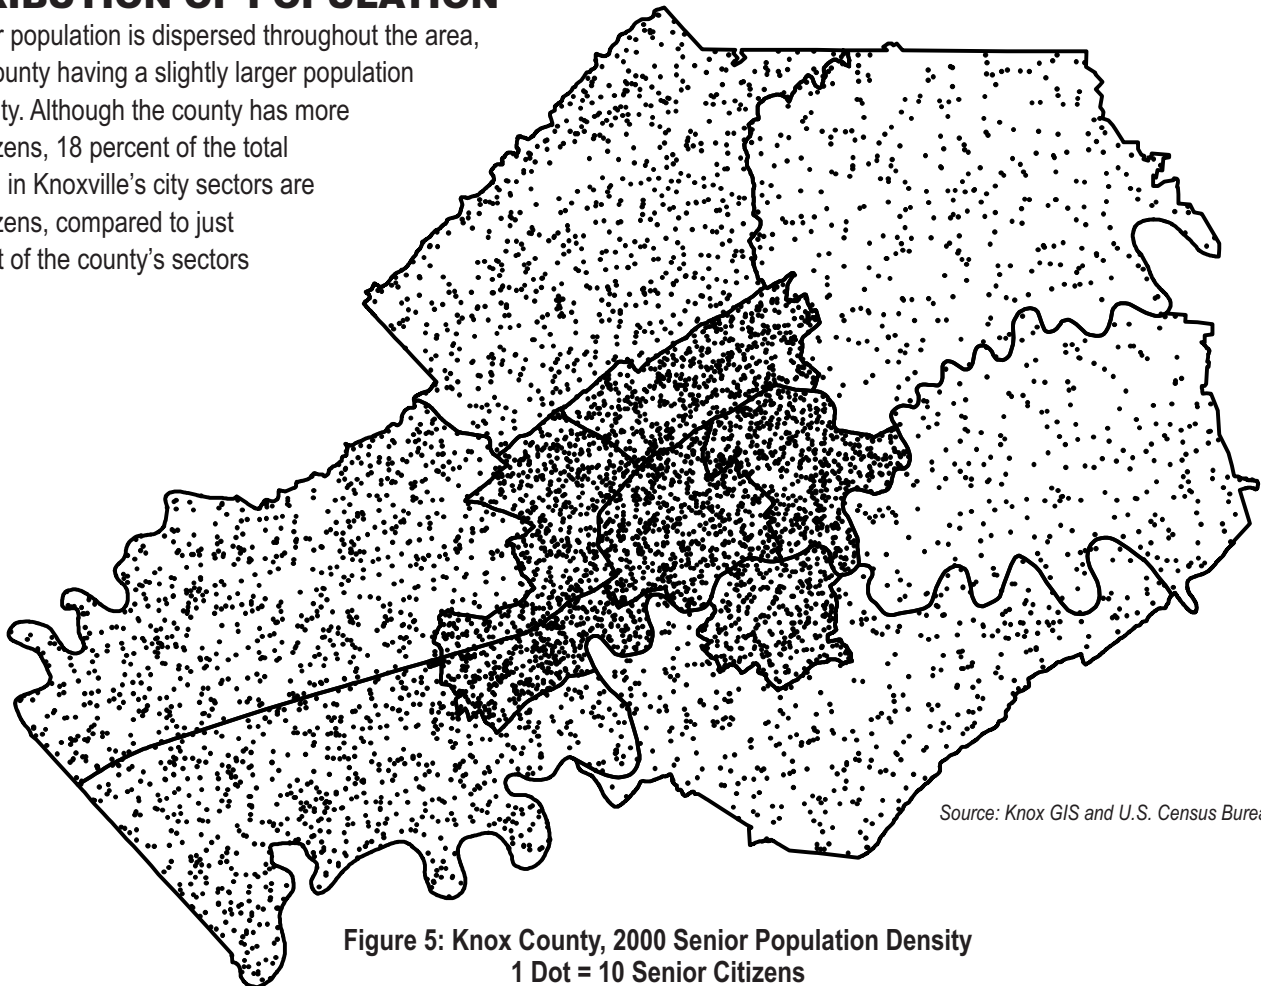 RIBUTION OF POPULATION
r population is dispersed throughout the area,
ounty having a slightly larger population
ty. Although the county has more
zens, 18 percent of the total
in Knoxville's city sectors are
zens, compared to just
t of the county's sectors
Source: Knox GIS and U.S. Census Burea
Figure 5: Knox County, 2000 Senior Population Density
1 Dot = 10 Senior Citizens